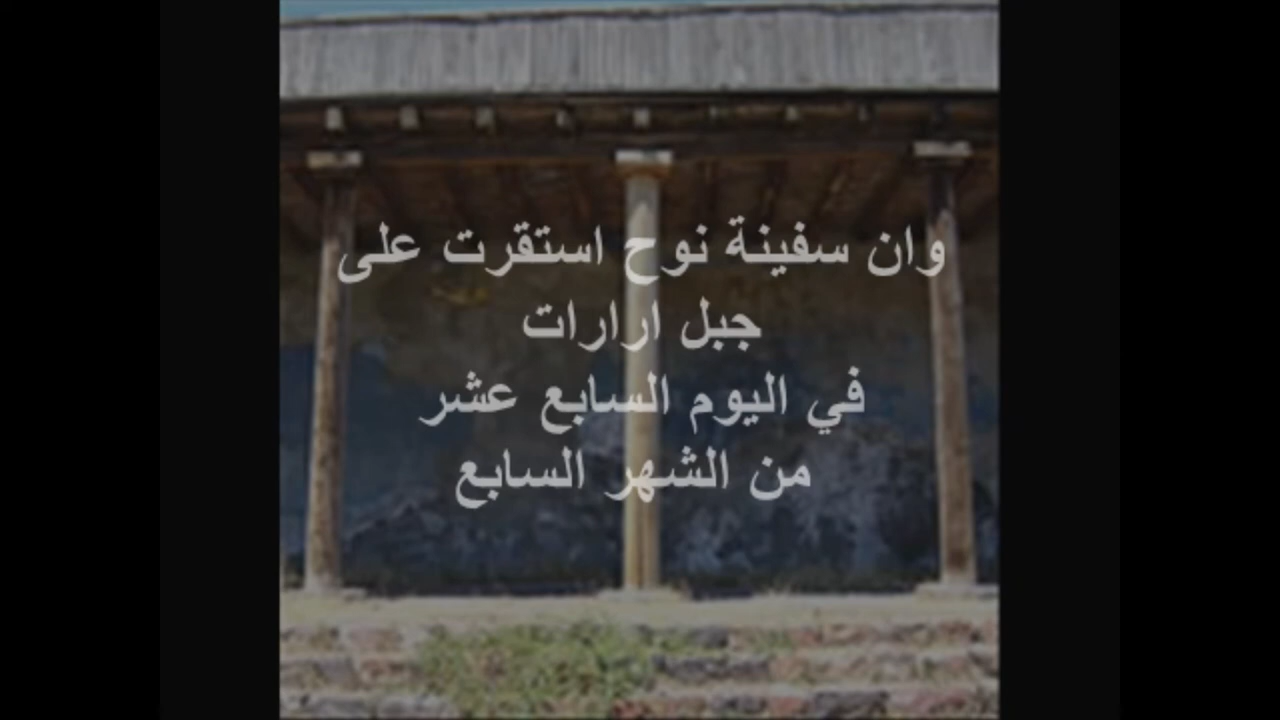 وان سفينة نوح استقرت على
جبل ارارات
في اليوم السابع عشر
من الشهر السابع